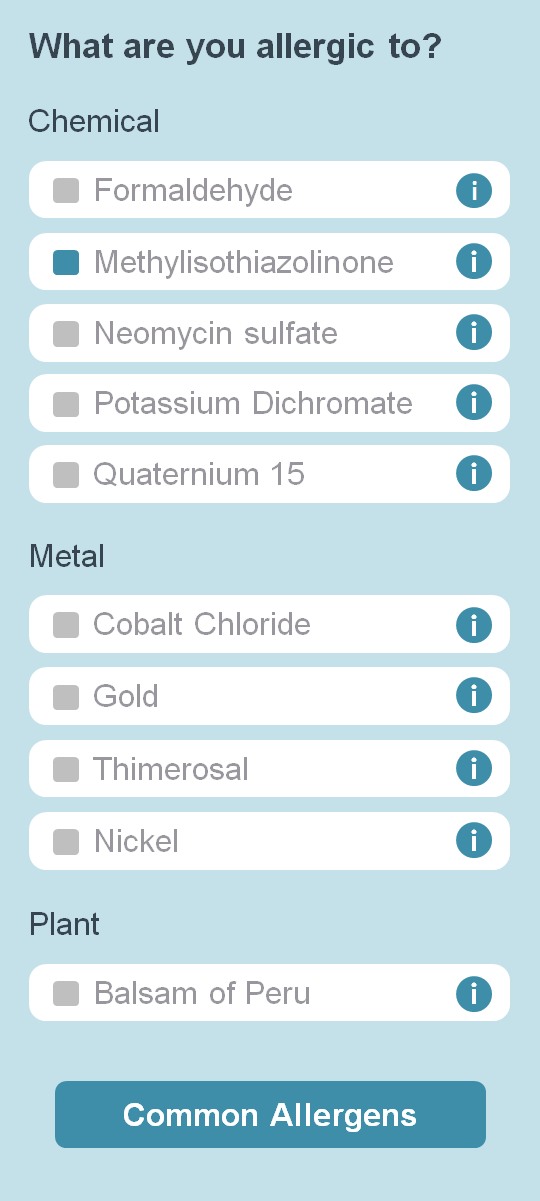 What are you allergic to?
Chemical
Formaldehyde i
Methylisothiazolinone i
Neomycin sulfate i
Potassium Dichromate i
Quaternium 15 i
Metal
Cobalt Chloride i
Gold i
Thimerosal i
Nickel i
Plant
Balsam of Peru i
Common Allergens